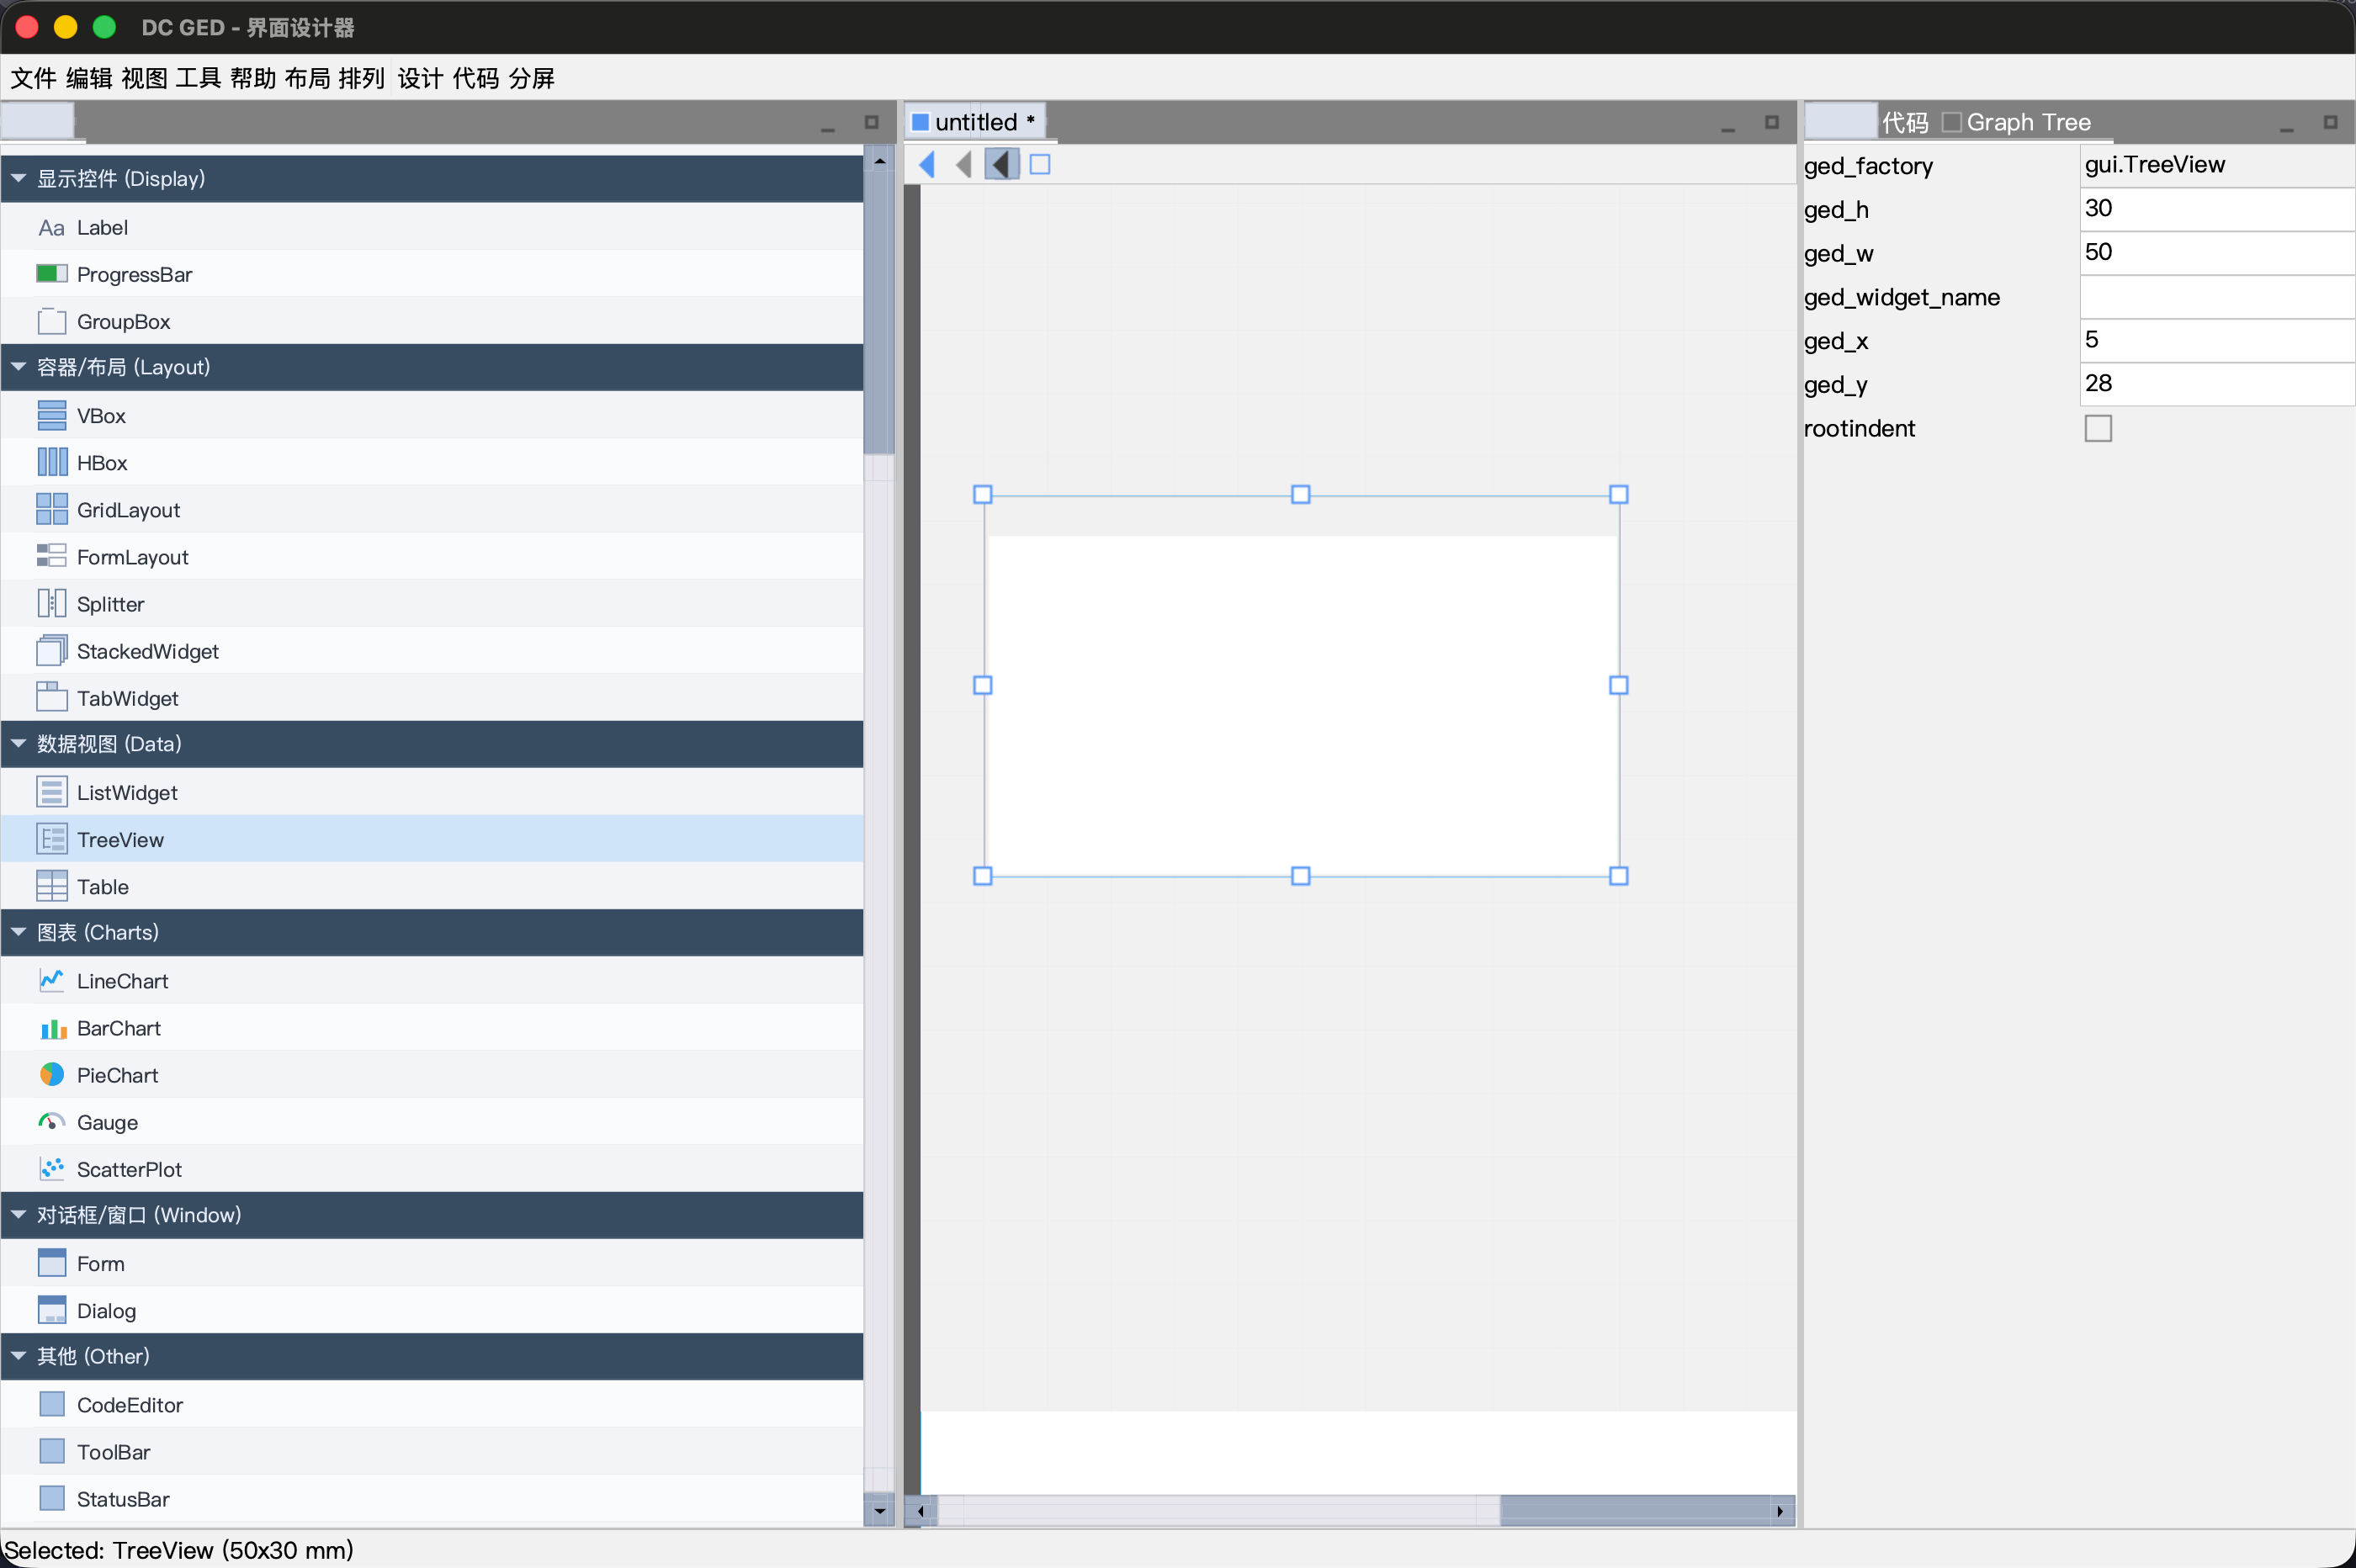 DC GED - 界面设计器
文件 编辑 视图 工具 帮助 布局 排列 设计 代码 分屏
显示控件 (Display)
Aa Label
ProgressBar
GroupBox
容器/布局 (Layout)
VBox
HBox
GridLayout
FormLayout
Splitter
StackedWidget
TabWidget
数据视图 (Data)
ListWidget
TreeView
Table
图表 (Charts)
LineChart
BarChart
PieChart
Gauge
ScatterPlot
对话框/窗口 (Window)
Form
Dialog
其他 (Other)
CodeEditor
ToolBar
StatusBar
untitled *
代码 Graph Tree
ged_factory gui.TreeView
ged_h 30
ged_w 50
ged_widget_name
ged_x 5
ged_y 28
rootindent
Selected: TreeView (50x30 mm)